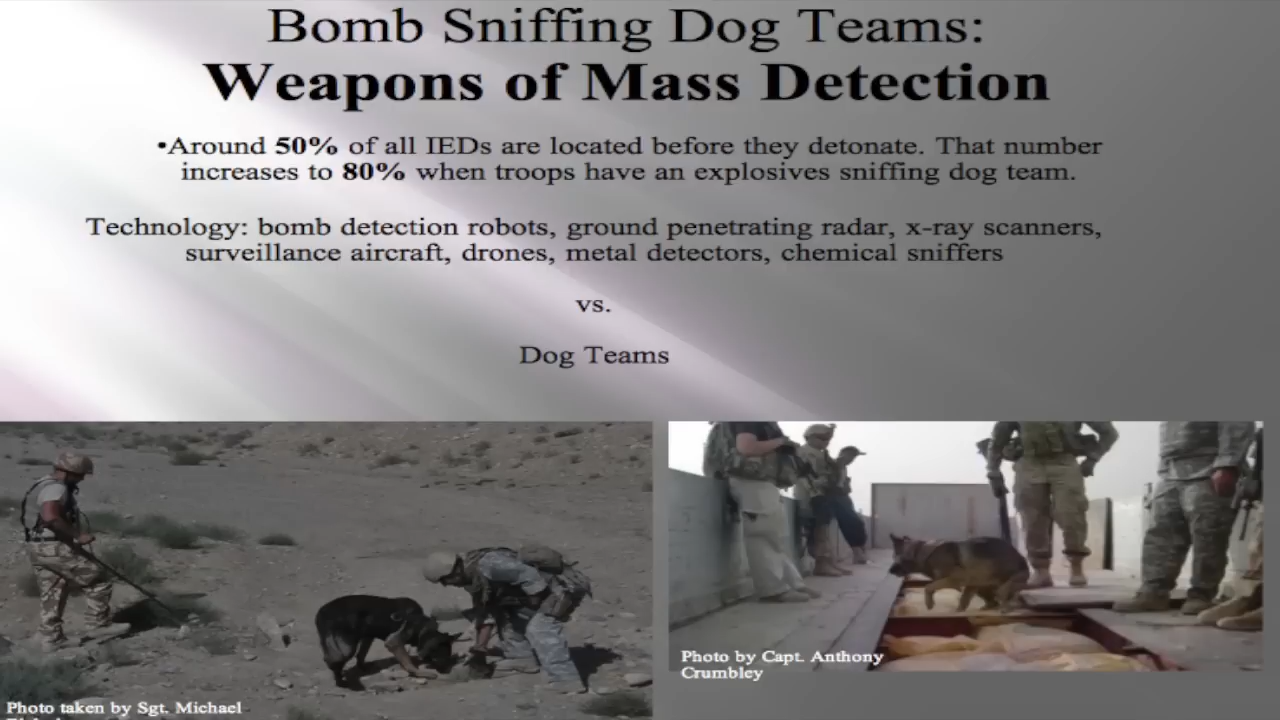 Bomb Sniffing Dog Teams:
Weapons of Mass Detection
•Around 50% of all IEDs are located before they detonate. That number
increases to 80% when troops have an explosives sniffing dog team.
Technology: bomb detection robots, ground penetrating radar, x-ray scanners,
surveillance aircraft, drones, metal detectors, chemical sniffers
vs.
Dog Teams
Photo by Capt. Anthony
Crumbley
Photo taken by Sgt. Michael